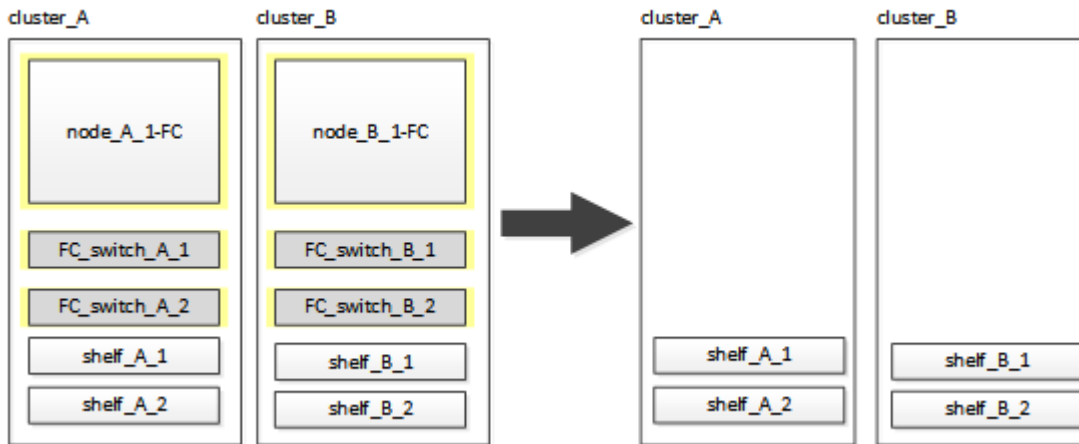 cluster_A
cluster_B
cluster_A
cluster_B
node_A_1-FC
node_B_1-FC
FC_switch_A_1
FC_switch_B_1
FC_switch_A_2
FC_switch_B_2
shelf_A_1
shelf_B_1
shelf_A_1
shelf_B_1
shelf_A_2
shelf_B_2
shelf_A_2
shelf_B_2